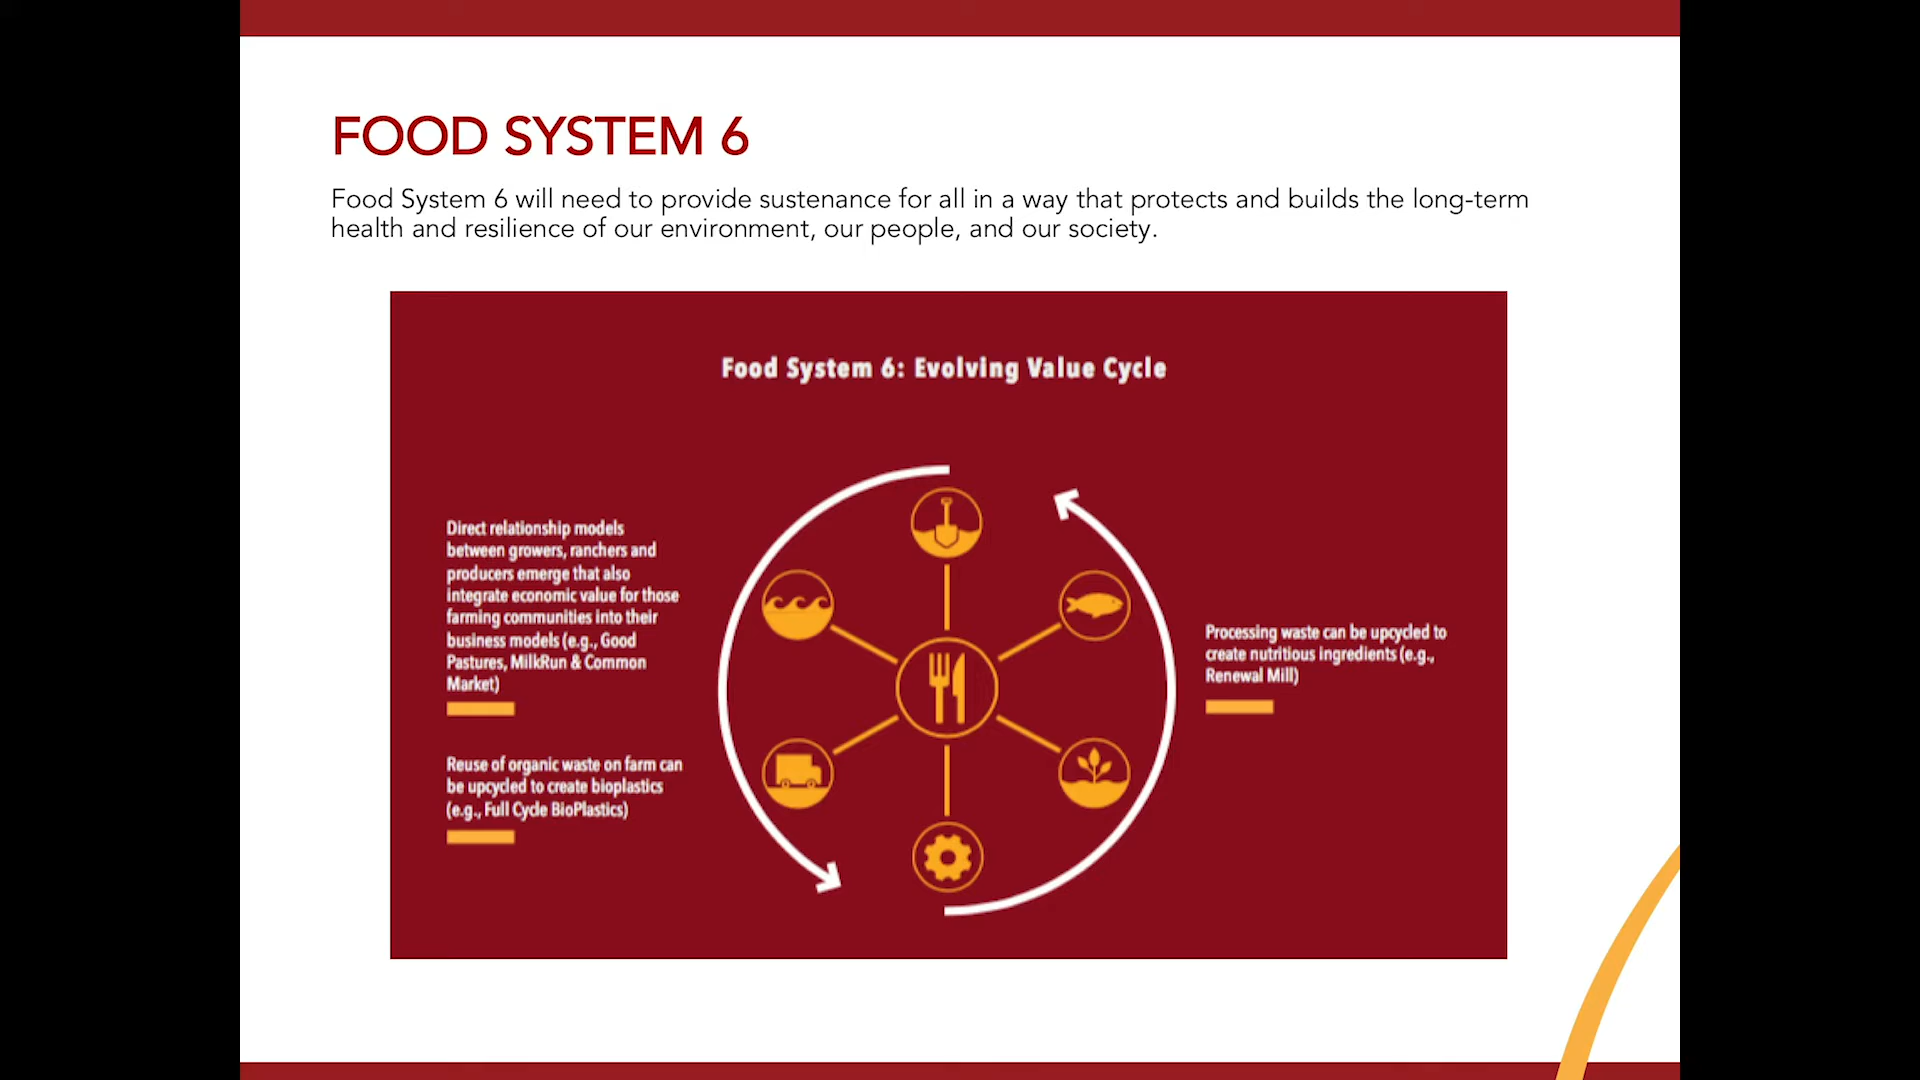 FOOD SYSTEM 6
Food System 6 will need to provide sustenance for all in a way that protects and builds the long-term
health and resilience of our environment, our people, and our society.
Food System 6: Evolving Value Cycle
Direct relationship models
between growers, ranchers and
producers emerge that also
integrate economic value for those
farming communities into their
business models (e.g., Good
Pastures, MilkRun & Common
Market)
Reuse of organic waste on farm can
be upcycled to create bioplastics
(e.g., Full Cycle BioPlastics)
Processing waste can be upcycled to
create nutritious ingredients (e.g.,
Renewal Mill)